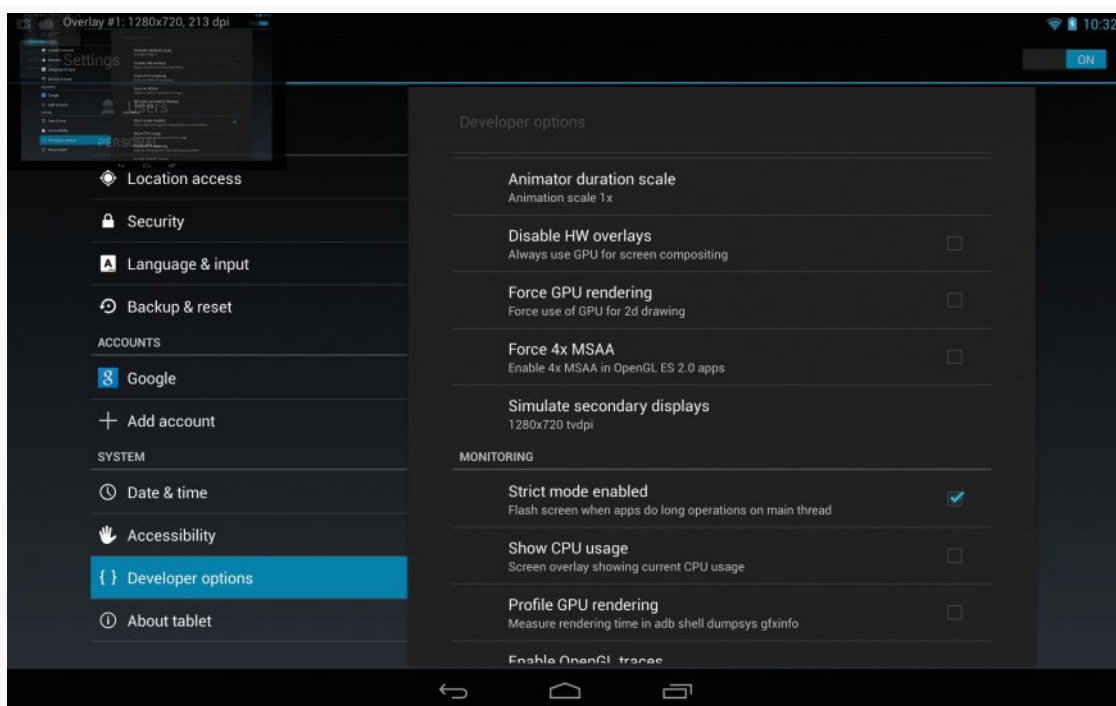 Overlay #1: 1280x720, 213 dpi
10:32
Settings
ON
Users
PERSONAL
Location access
Security
Language & input
Backup & reset
ACCOUNTS
Google
Add account
SYSTEM
Date & time
Accessibility
{ } Developer options
About tablet
Developer options
Animator duration scale
Animation scale 1x
Disable HW overlays
Always use GPU for screen compositing
Force GPU rendering
Force use of GPU for 2d drawing
Force 4x MSAA
Enable 4x MSAA in OpenGL ES 2.0 apps
Simulate secondary displays
1280x720 tvdpi
MONITORING
Strict mode enabled
Flash screen when apps do long operations on main thread
Show CPU usage
Screen overlay showing current CPU usage
Profile GPU rendering
Measure rendering time in adb shell dumpsys gfxinfo
Enable OpenGL traces